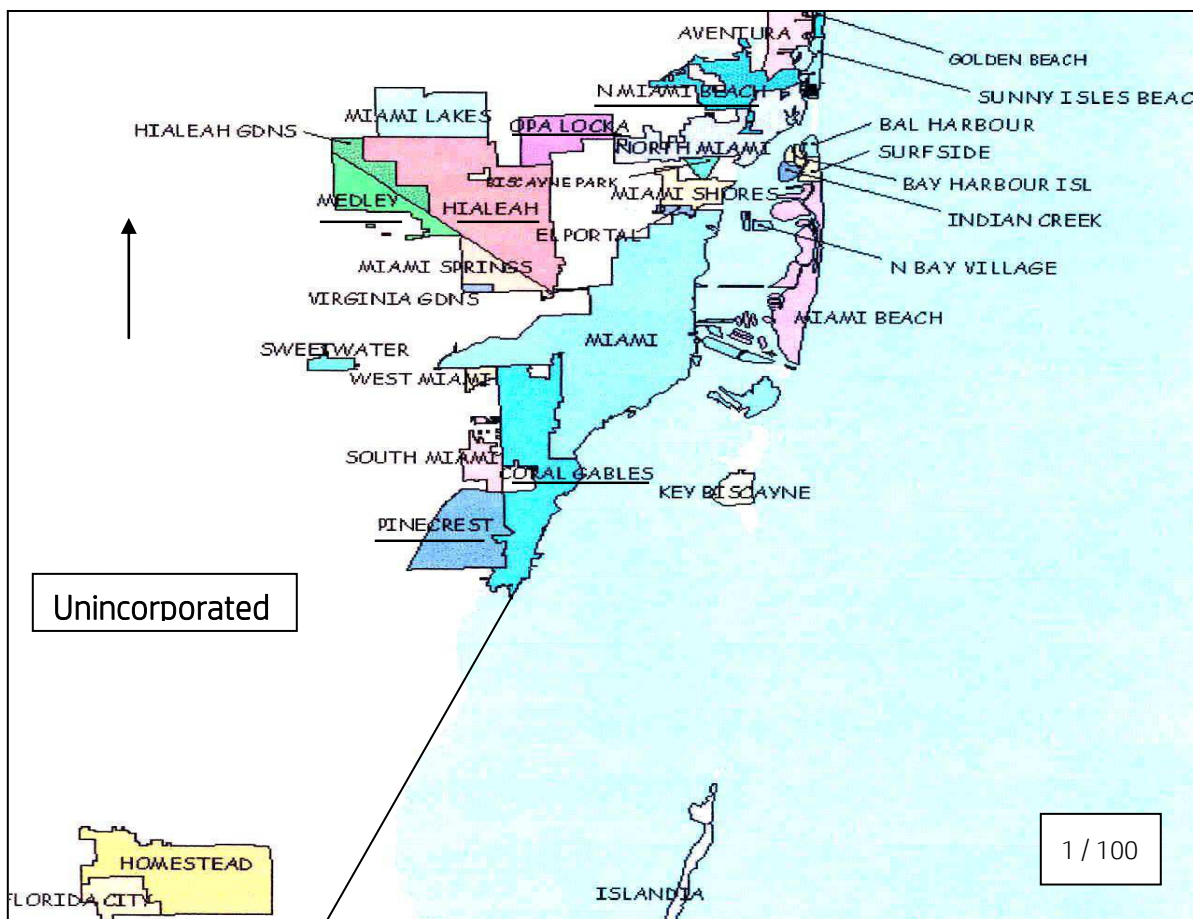 AVENTURA
GOLDEN BEACH
N MIAMI BEACH
SUNNY ISLES BEAC
MIAMI LAKES
HIALEAH GDNS
OPA LOCKA
BAL HARBOUR
NORTH MIAMI
SURFSIDE
BISCAYNE PARK
BAY HARBOUR ISL
MIAMI SHORES
MEDLEY
HIALEAH
INDIAN CREEK
EL PORTAL
N BAY VILLAGE
MIAMI SPRINGS
VIRGINIA GDNS
MIAMI BEACH
MIAMI
SWEETWATER
WEST MIAMI
SOUTH MIAMI
CORAL GABLES
KEY BISCAYNE
PINECREST
Unincorporated
1 / 100
HOMESTEAD
FLORIDA CITY
ISLANDIA